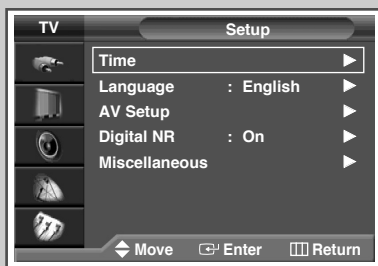 TV Setup
Time
Language : English
AV Setup
Digital NR : On
Miscellaneous
Move Enter Return